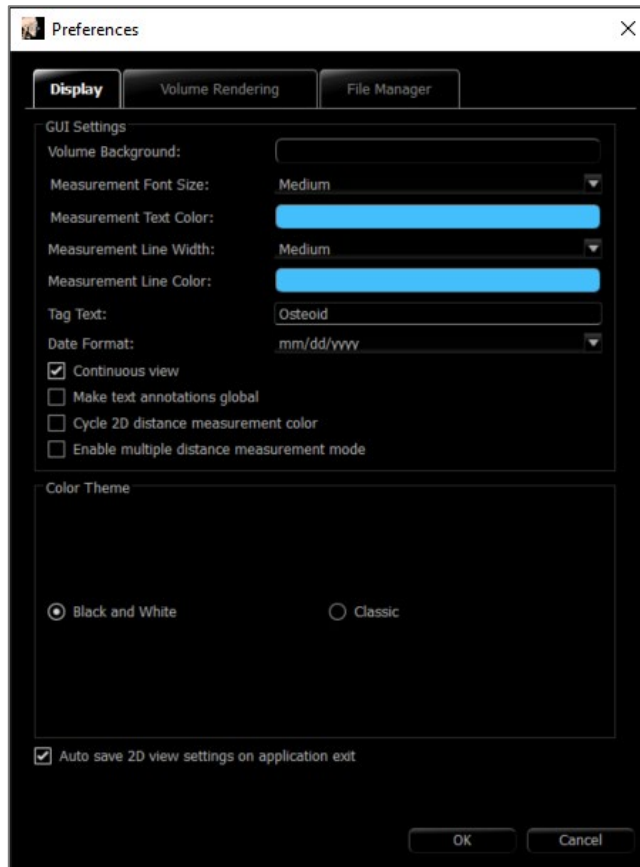 Preferences
Display Volume Rendering File Manager
GUI Settings
Volume Background:
Measurement Font Size: Medium
Measurement Text Color:
Measurement Line Width: Medium
Measurement Line Color:
Tag Text: Osteoid
Date Format: mm/dd/yyyy
Continuous view
Make text annotations global
Cycle 2D distance measurement color
Enable multiple distance measurement mode
Color Theme
Black and White Classic
Auto save 2D view settings on application exit
OK Cancel